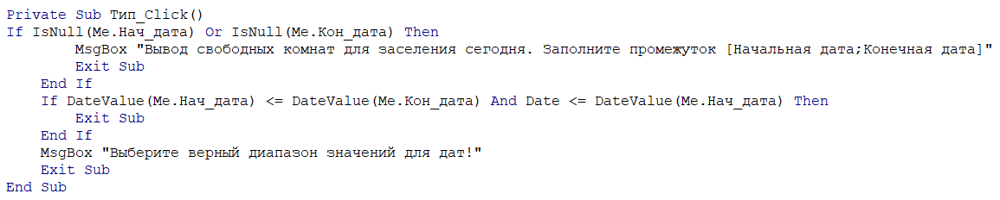 Private Sub Тип_Click()
If IsNull(Me.Нач_дата) Or IsNull(Me.Кон_дата) Then
        MsgBox "Вывод свободных комнат для заселения сегодня. Заполните промежуток [Начальная дата;Конечная дата]"
        Exit Sub
    End If
    If DateValue(Me.Нач_дата) <= DateValue(Me.Кон_дата) And Date <= DateValue(Me.Нач_дата) Then
        Exit Sub
    End If
    MsgBox "Выберите верный диапазон значений для дат!"
    Exit Sub
End Sub